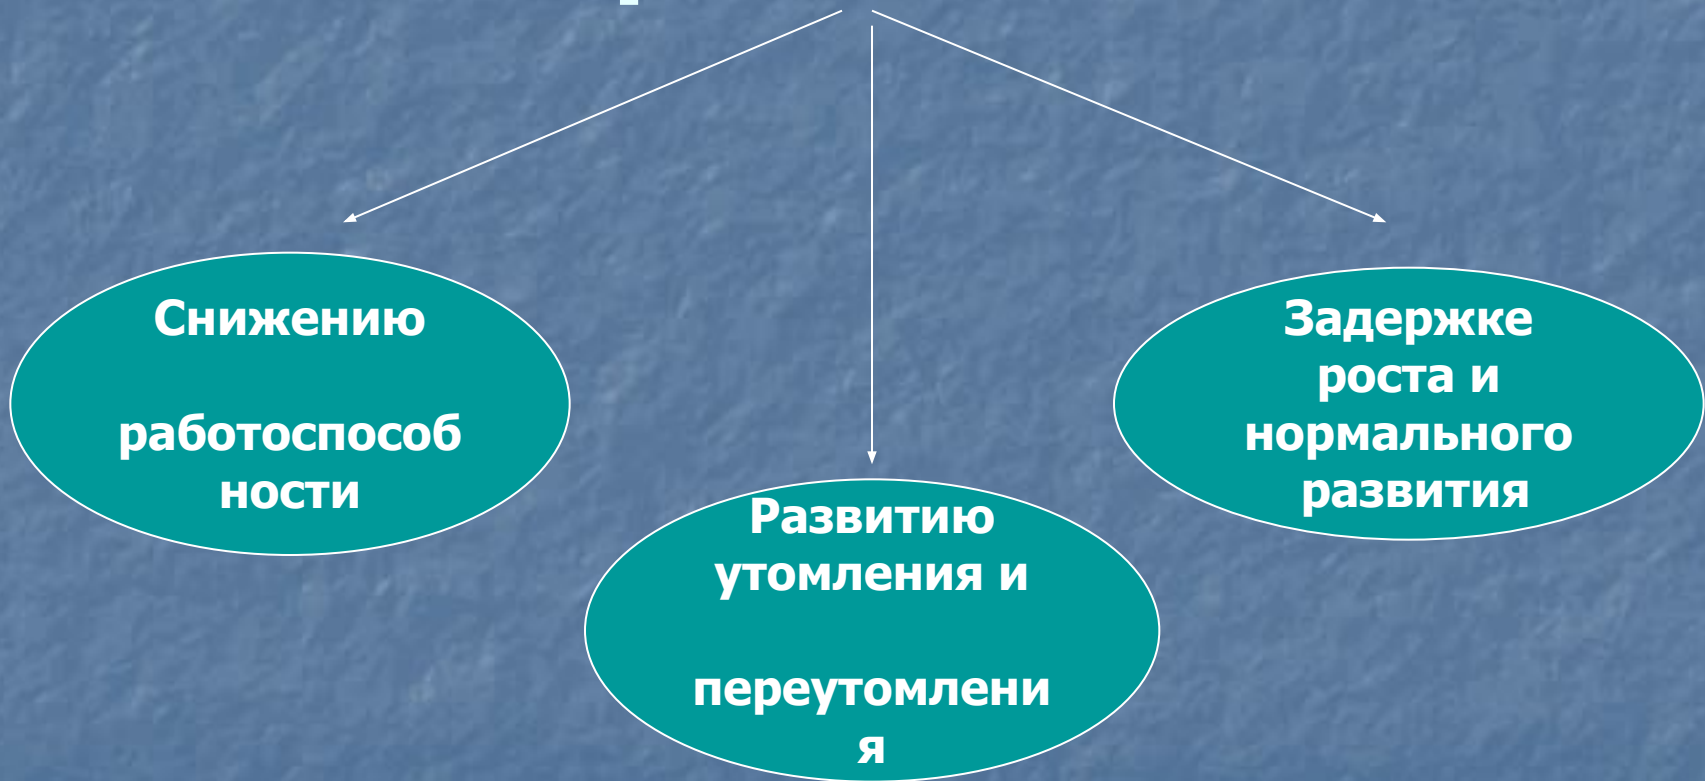 Снижению
работоспособ
ности
Развитию
утомления и
переутомлени
я
Задержке
роста и
нормального
развития